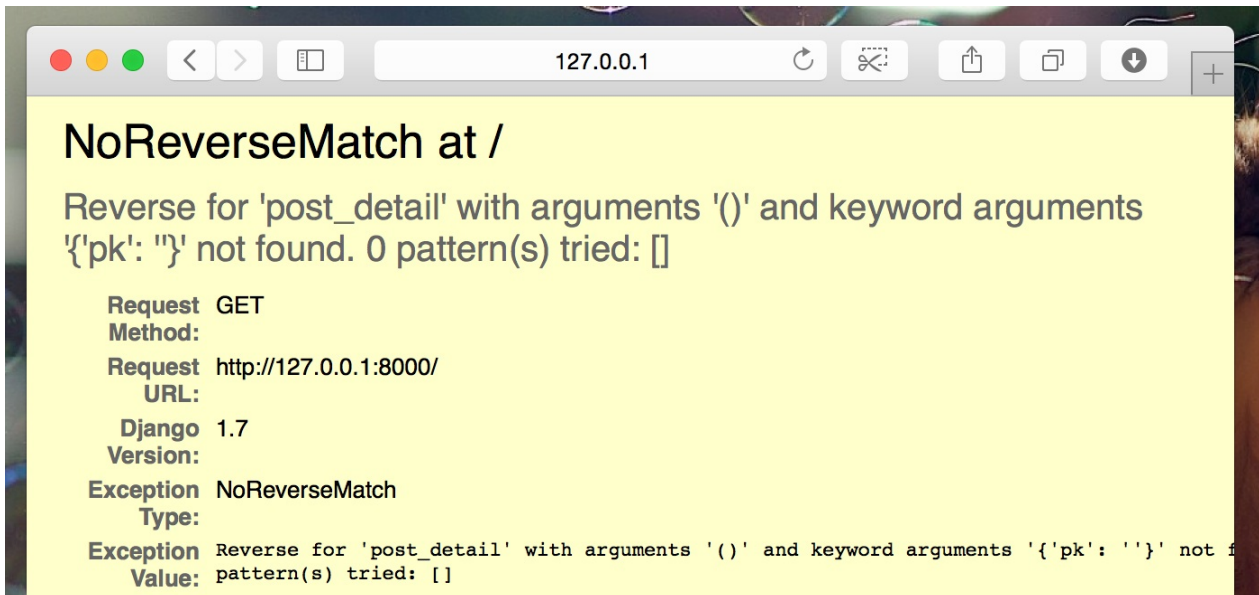 127.0.0.1
NoReverseMatch at /
Reverse for 'post_detail' with arguments '()' and keyword arguments
'{'pk': ''}' not found. 0 pattern(s) tried: []
Request GET
Method:
Request http://127.0.0.1:8000/
URL:
Django 1.7
Version:
Exception NoReverseMatch
Type:
Exception Reverse for 'post_detail' with arguments '()' and keyword arguments '{'pk': ''}' not
Value: pattern(s) tried: []